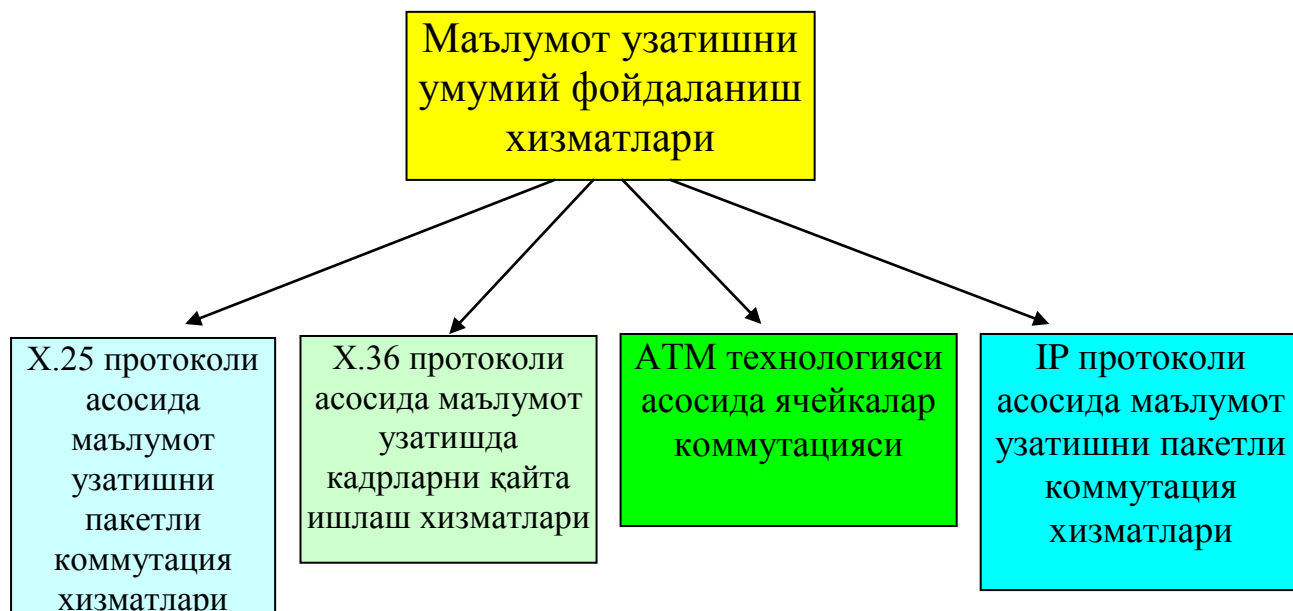 Маълумот узатишни
умумий фойдаланиш
хизматлари
X.25 протоколи
асосида
маълумот
узатишни
пакетли
коммутация
хизматлари
X.36 протоколи
асосида маълумот
узатишда
кадрларни қайта
ишлаш хизматлари
АТМ технологияси
асосида ячейкалар
коммутацияси
IP протоколи
асосида маълумот
узатишни пакетли
коммутация
хизматлари